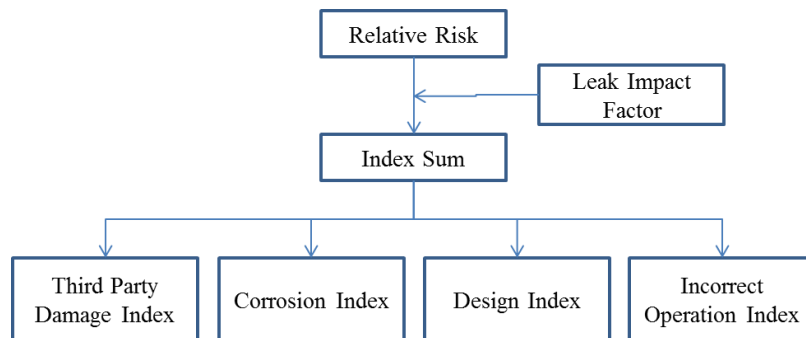 Relative Risk
Leak Impact
Factor
Index Sum
Third Party
Damage Index
Corrosion Index
Design Index
Incorrect
Operation Index